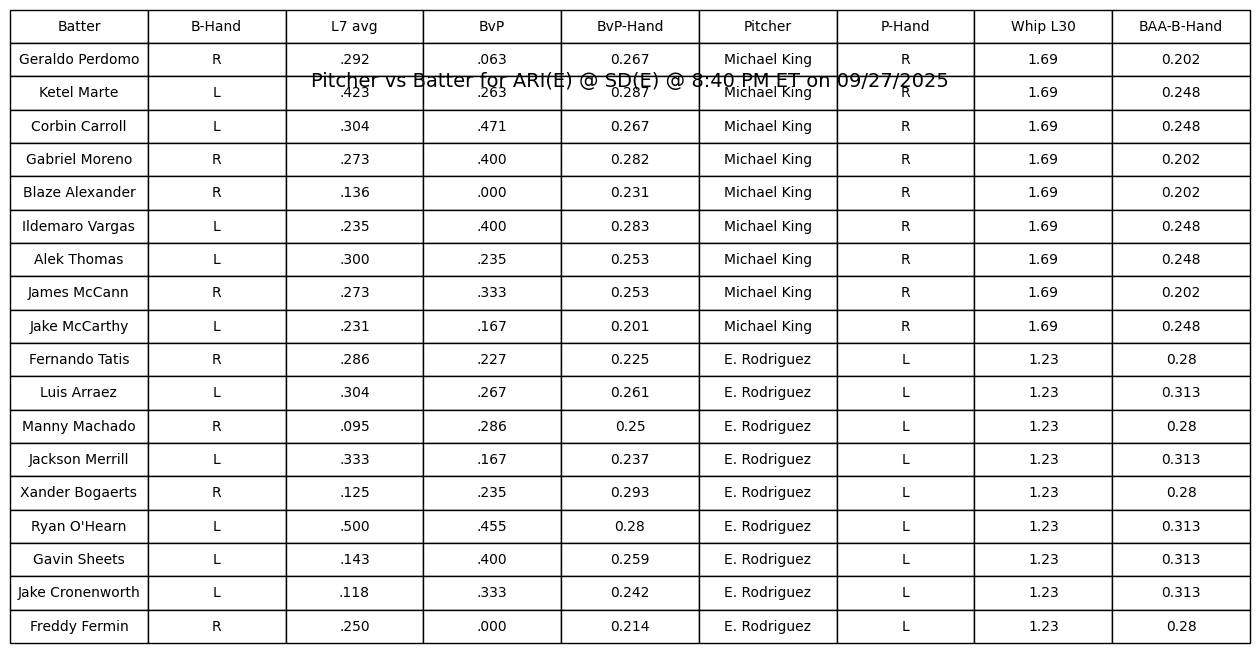 Batter B-Hand L7 avg BvP BvP-Hand Pitcher P-Hand Whip L30 BAA-B-Hand
Geraldo Perdomo R .292 .063 0.267 Michael King R 1.69 0.202
Pitcher vs Batter for ARI(E) @ SD(E) @ 8:40 PM ET on 09/27/2025
Ketel Marte L .423 .263 0.287 Michael King R 1.69 0.248
Corbin Carroll L .304 .471 0.267 Michael King R 1.69 0.248
Gabriel Moreno R .273 .400 0.282 Michael King R 1.69 0.202
Blaze Alexander R .136 .000 0.231 Michael King R 1.69 0.202
Ildemaro Vargas L .235 .400 0.283 Michael King R 1.69 0.248
Alek Thomas L .300 .235 0.253 Michael King R 1.69 0.248
James McCann R .273 .333 0.253 Michael King R 1.69 0.202
Jake McCarthy L .231 .167 0.201 Michael King R 1.69 0.248
Fernando Tatis R .286 .227 0.225 E. Rodriguez L 1.23 0.28
Luis Arraez L .304 .267 0.261 E. Rodriguez L 1.23 0.313
Manny Machado R .095 .286 0.25 E. Rodriguez L 1.23 0.28
Jackson Merrill L .333 .167 0.237 E. Rodriguez L 1.23 0.313
Xander Bogaerts R .125 .235 0.293 E. Rodriguez L 1.23 0.28
Ryan O'Hearn L .500 .455 0.28 E. Rodriguez L 1.23 0.313
Gavin Sheets L .143 .400 0.259 E. Rodriguez L 1.23 0.313
Jake Cronenworth L .118 .333 0.242 E. Rodriguez L 1.23 0.313
Freddy Fermin R .250 .000 0.214 E. Rodriguez L 1.23 0.28